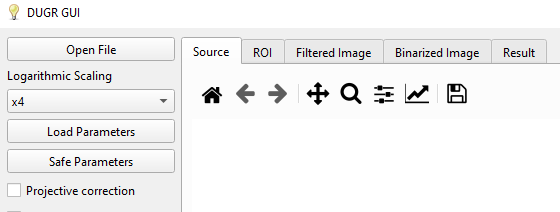 DUGR GUI
Open File
Source
ROI
Filtered Image
Binarized Image
Result
Logarithmic Scaling
x4
Load Parameters
Safe Parameters
Projective correction